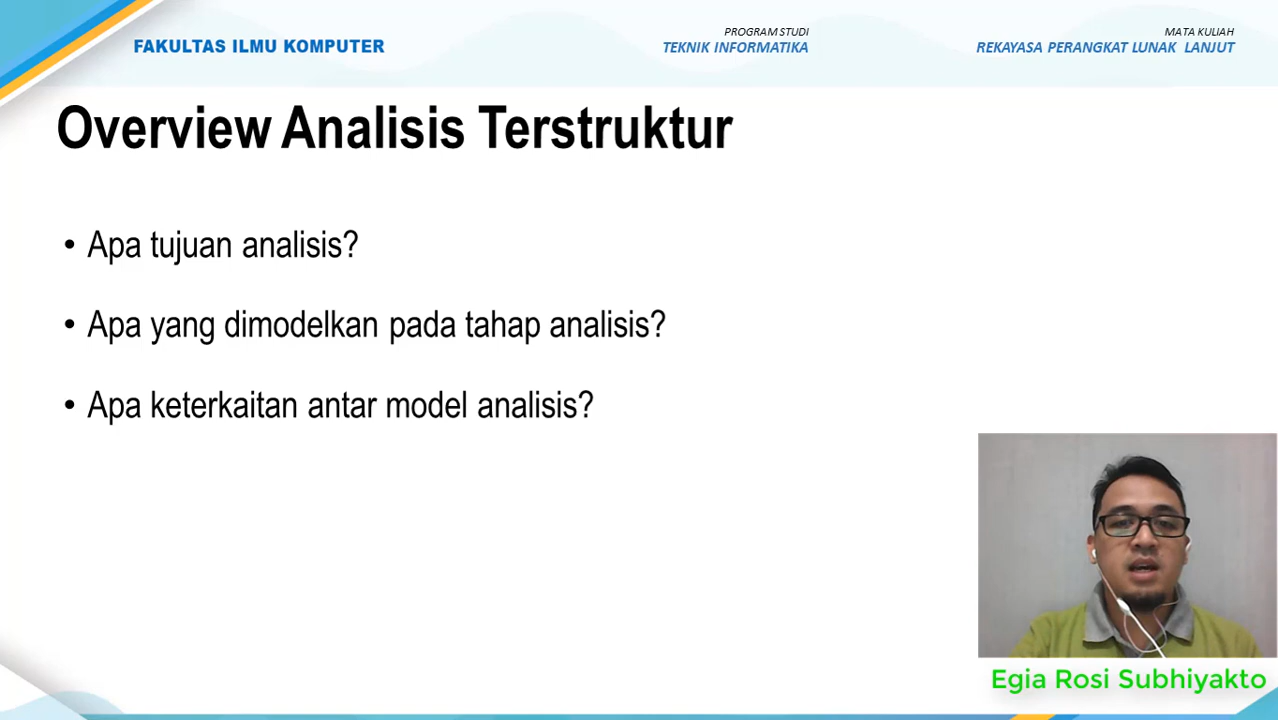 FAKULTAS ILMU KOMPUTER
PROGRAM STUDI
TEKNIK INFORMATIKA
MATA KULIAH
REKAYASA PERANGKAT LUNAK LANJUT
Overview Analisis Terstruktur
• Apa tujuan analisis?
• Apa yang dimodelkan pada tahap analisis?
• Apa keterkaitan antar model analisis?
Egia Rosi Subhiyakto